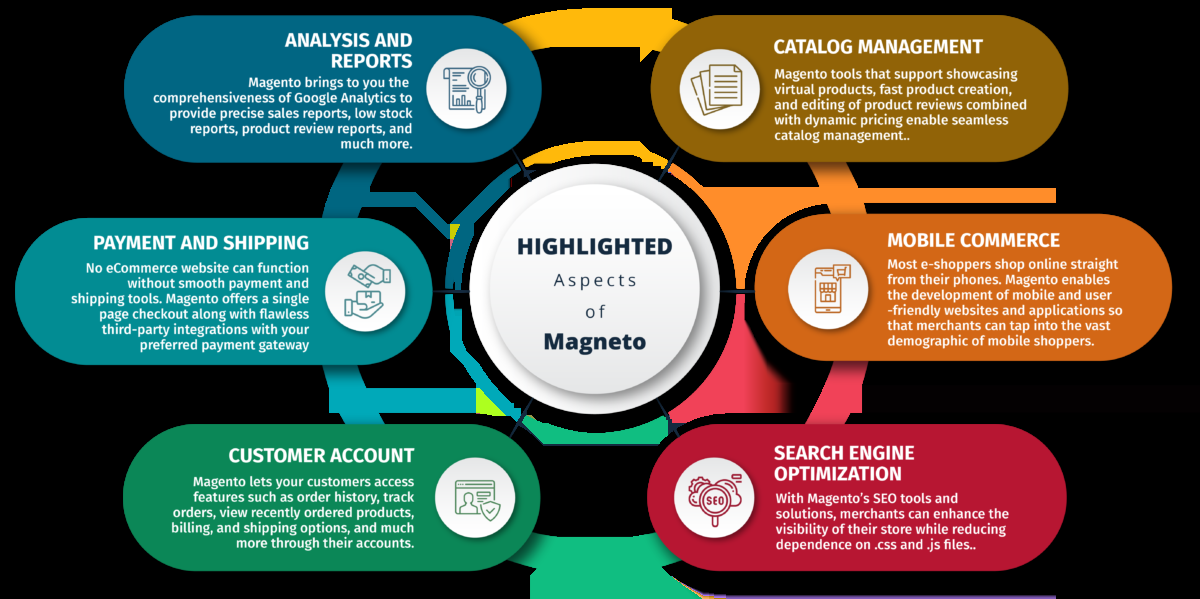 HIGHLIGHTED
Aspects
of
Magneto
ANALYSIS AND
REPORTS
Magento brings to you the
comprehensiveness of Google Analytics to
provide precise sales reports, low stock
reports, product review reports, and
much more.
CATALOG MANAGEMENT
Magento tools that support showcasing
virtual products, fast product creation,
and editing of product reviews combined
with dynamic pricing enable seamless
catalog management..
PAYMENT AND SHIPPING
No eCommerce website can function
without smooth payment and
shipping tools. Magento offers a single
page checkout along with flawless
third-party integrations with your
preferred payment gateway
MOBILE COMMERCE
Most e-shoppers shop online straight
from their phones. Magento enables
the development of mobile and user
-friendly websites and applications so
that merchants can tap into the vast
demographic of mobile shoppers.
CUSTOMER ACCOUNT
Magento lets your customers access
features such as order history, track
orders, view recently ordered products,
billing, and shipping options, and much
more through their accounts.
SEO
SEARCH ENGINE
OPTIMIZATION
With Magento's SEO tools and
solutions, merchants can enhance the
visibility of their store while reducing
dependence on .css and .js files..